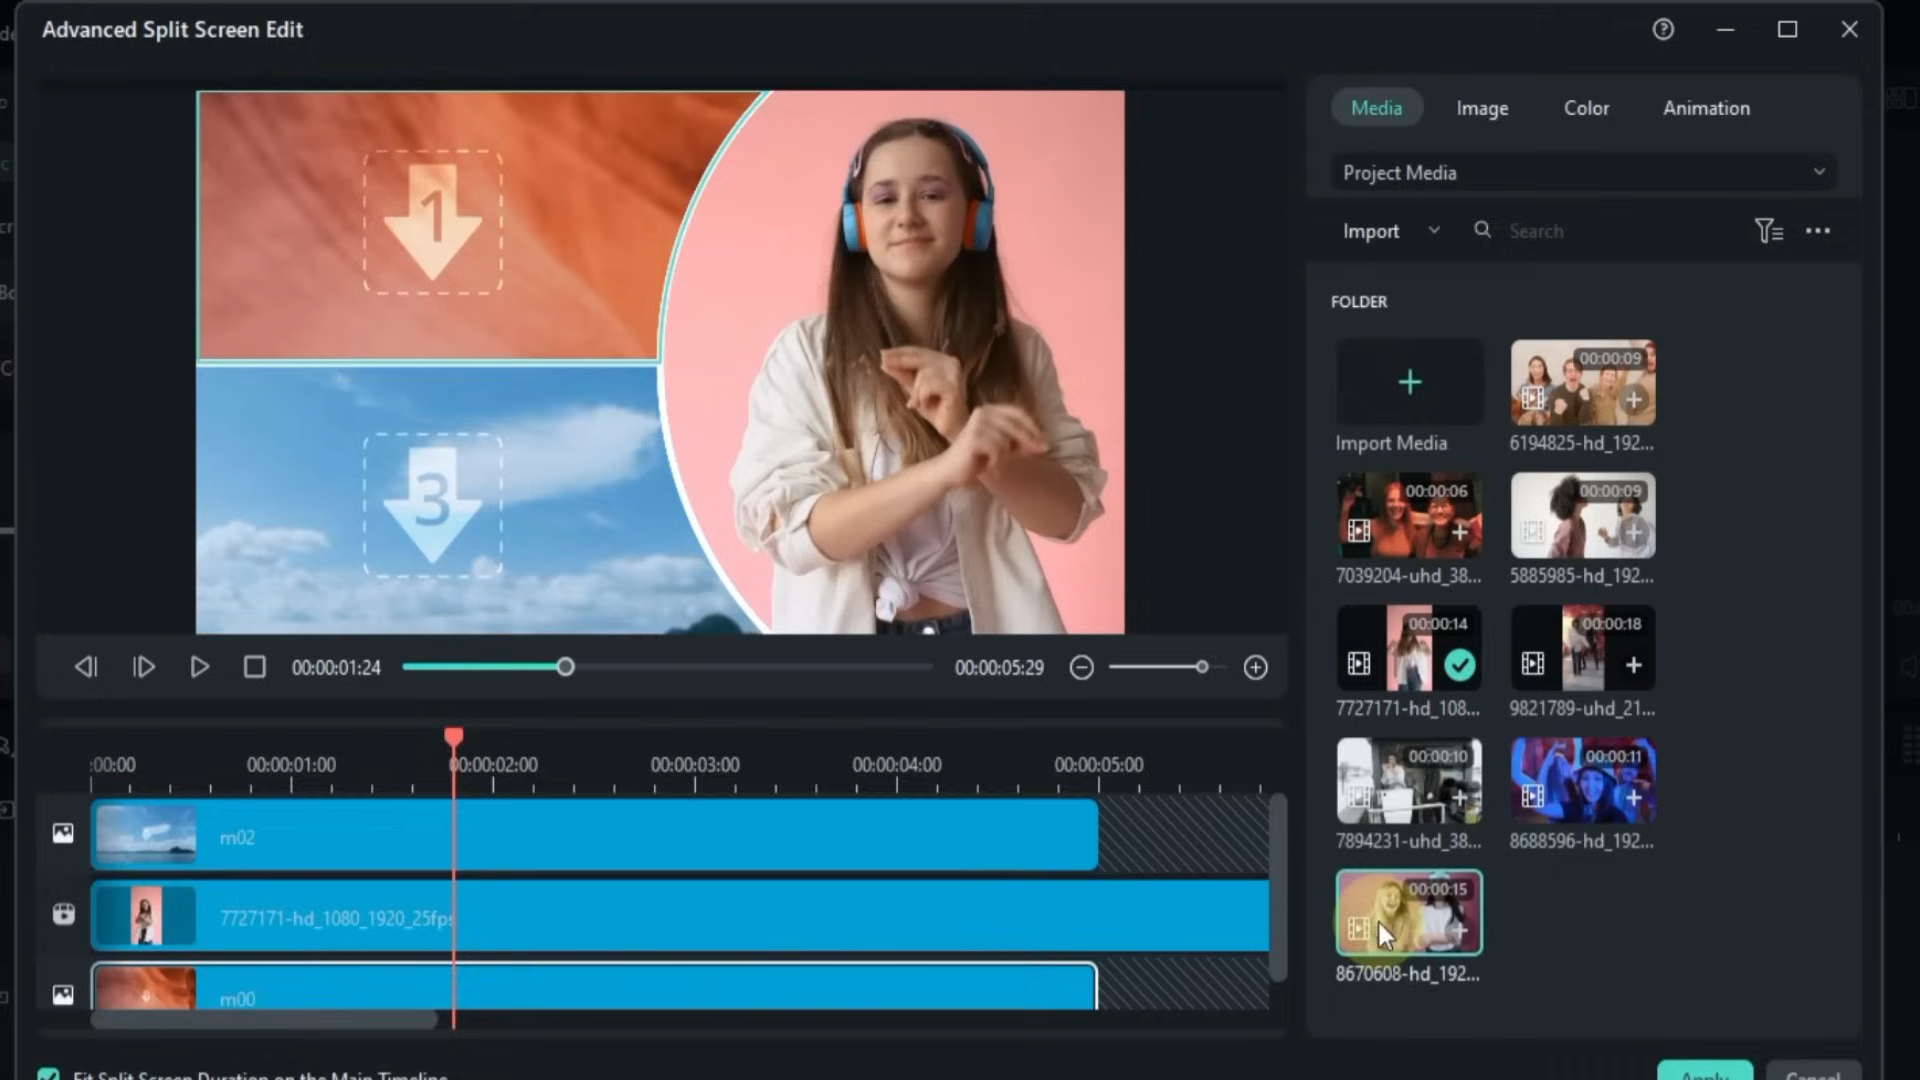 Advanced Split Screen Edit
Media Image Color Animation
Project Media
Import Search
FOLDER
1
3
00:00:09
Import Media 6194825-hd_192...
00:00:06 00:00:09
7039204-uhd_38... 5885985-hd_192...
00:00:14 00:00:18
7727171-hd_108... 9821789-uhd_21...
00:00:10 00:00:11
7894231-uhd_38... 8688596-hd_192...
00:00:15
8670608-hd_192...
00:00:01:24 00:00:05:29
:00:00 00:00:01:00 00:00:02:00 00:00:03:00 00:00:04:00 00:00:05:00
m02
7727171-hd_1080_1920_25fps
m00
Fit Split Screen Duration on the Main Timeline
Apply Cancel